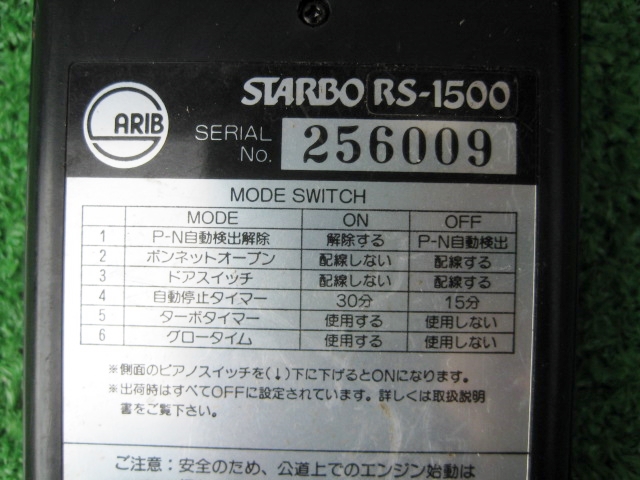 ARIB
STARBO RS-1500
SERIAL No. 256009
MODE SWITCH
MODE ON OFF
1 P-N自動検出解除 解除する P-N自動検出
2 ボンネットオープン 配線しない 配線する
3 ドアスイッチ 配線しない 配線する
4 自動停止タイマー 30分 15分
5 ターボタイマー 使用する 使用しない
6 グロータイム 使用する 使用しない
※側面のピアノスイッチを(↓)下に下げるとONになります。
※出荷時はすべてOFFに設定されています。詳しくは取扱説明
書をご覧下さい。
ご注意:安全のため、公道上でのエンジン始動は